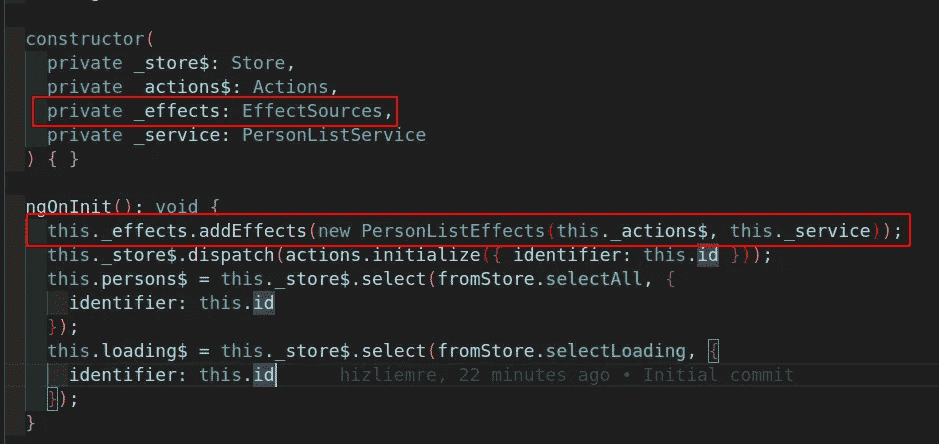 constructor(
private _store$: Store,
private _actions$: Actions,
private _effects: EffectSources,
private _service: PersonListService
) { }
ngOnInit(): void {
this._effects.addEffects(new PersonListEffects(this._actions$, this._service));
this._store$.dispatch(actions.initialize({ identifier: this.id }));
this.persons$ = this._store$.select(fromStore.selectAll, {
identifier: this.id
});
this.loading$ = this._store$.select(fromStore.selectLoading, {
identifier: this.id hizliemre, 22 minutes ago • Initial commit
});
}